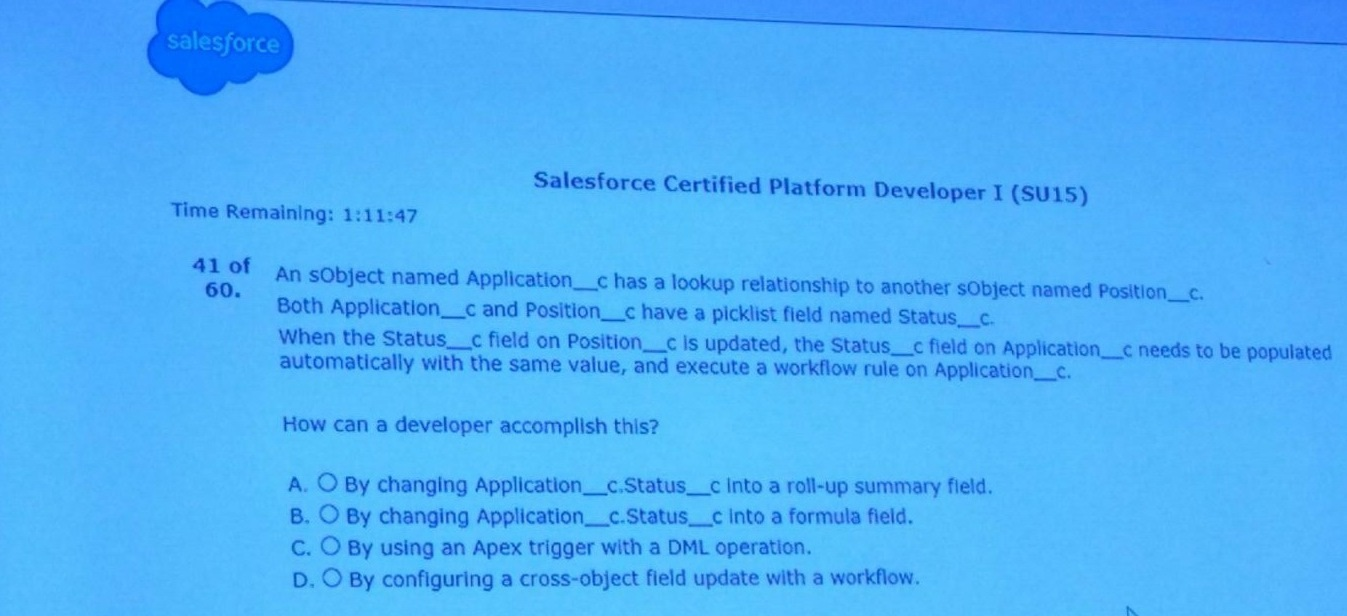 salesforce
Salesforce Certified Platform Developer I (SU15)
Time Remaining: 1:11:47
41 of
60.
An sObject named Application__c has a lookup relationship to another sObject named Position__c.
Both Application__c and Position__c have a picklist field named Status__c.
When the Status__c field on Position__c is updated, the Status__c field on Application__c needs to be populated
automatically with the same value, and execute a workflow rule on Application__c.
How can a developer accomplish this?
A. By changing Application__c.Status__c into a roll-up summary field.
B. By changing Application__c.Status__c into a formula field.
C. By using an Apex trigger with a DML operation.
D. By configuring a cross-object field update with a workflow.